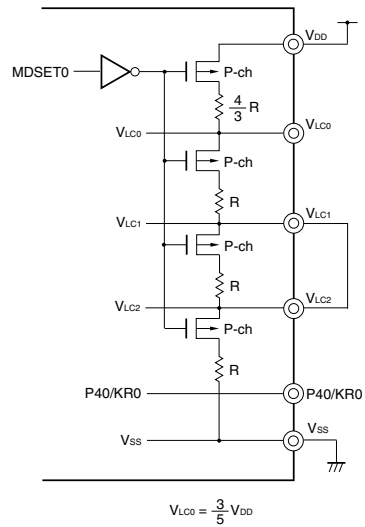 VDD
MDSET0
P-ch
4/3 R
VLC0
VLC0
P-ch
R
VLC1
VLC1
P-ch
R
VLC2
VLC2
P-ch
R
P40/KR0
P40/KR0
VSS
VSS
VLC0 = 3/5 VDD